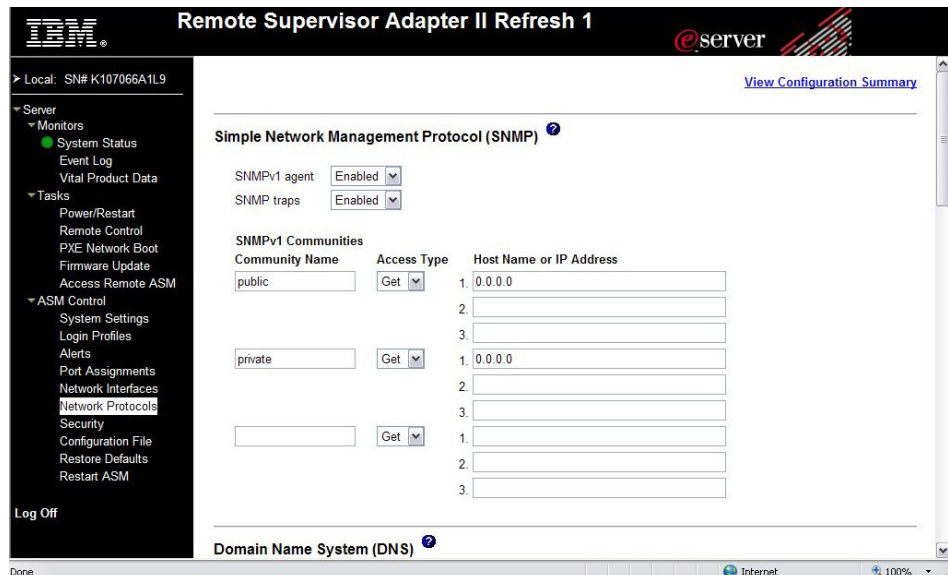 IBM.
Remote Supervisor Adapter II Refresh 1
eserver
Local: SN# K107066A1L9
Server
Monitors
System Status
Event Log
Vital Product Data
Tasks
Power/Restart
Remote Control
PXE Network Boot
Firmware Update
Access Remote ASM
ASM Control
System Settings
Login Profiles
Alerts
Port Assignments
Network Interfaces
Network Protocols
Security
Configuration File
Restore Defaults
Restart ASM
Log Off
View Configuration Summary
Simple Network Management Protocol (SNMP) ?
SNMPv1 agent Enabled
SNMP traps Enabled
SNMPv1 Communities
Community Name Access Type Host Name or IP Address
public Get 1. 0.0.0.0
2.
3.
private Get 1. 0.0.0.0
2.
3.
Get 1.
2.
3.
Domain Name System (DNS) ?
Done Internet 100%